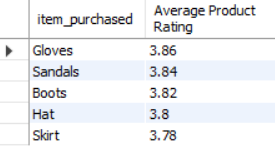 item_purchased Average Product Rating
Gloves 3.86
Sandals 3.84
Boots 3.82
Hat 3.8
Skirt 3.78